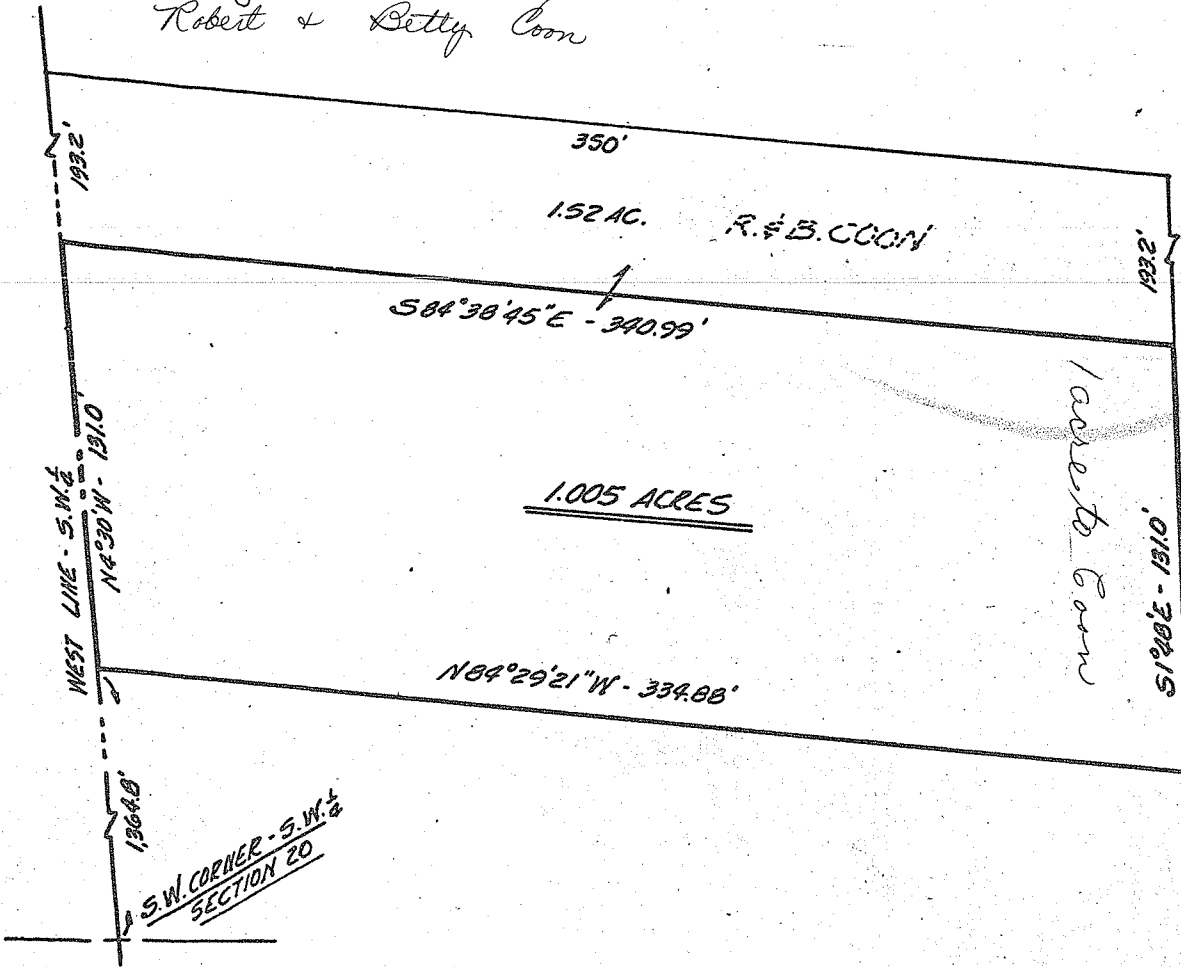 Robert & Betty Coon
193.2'
350'
1.52 AC.
R. & B. COON
193.2'
S84°38'45"E - 340.99'
1 acre to Coon
WEST LINE - S.W.¼
N4°30'W - 131.0'
1.005 ACRES
S1°48'E - 131.0'
N84°29'21"W - 334.88'
1,364.8'
S.W. CORNER - S.W.¼
SECTION 20